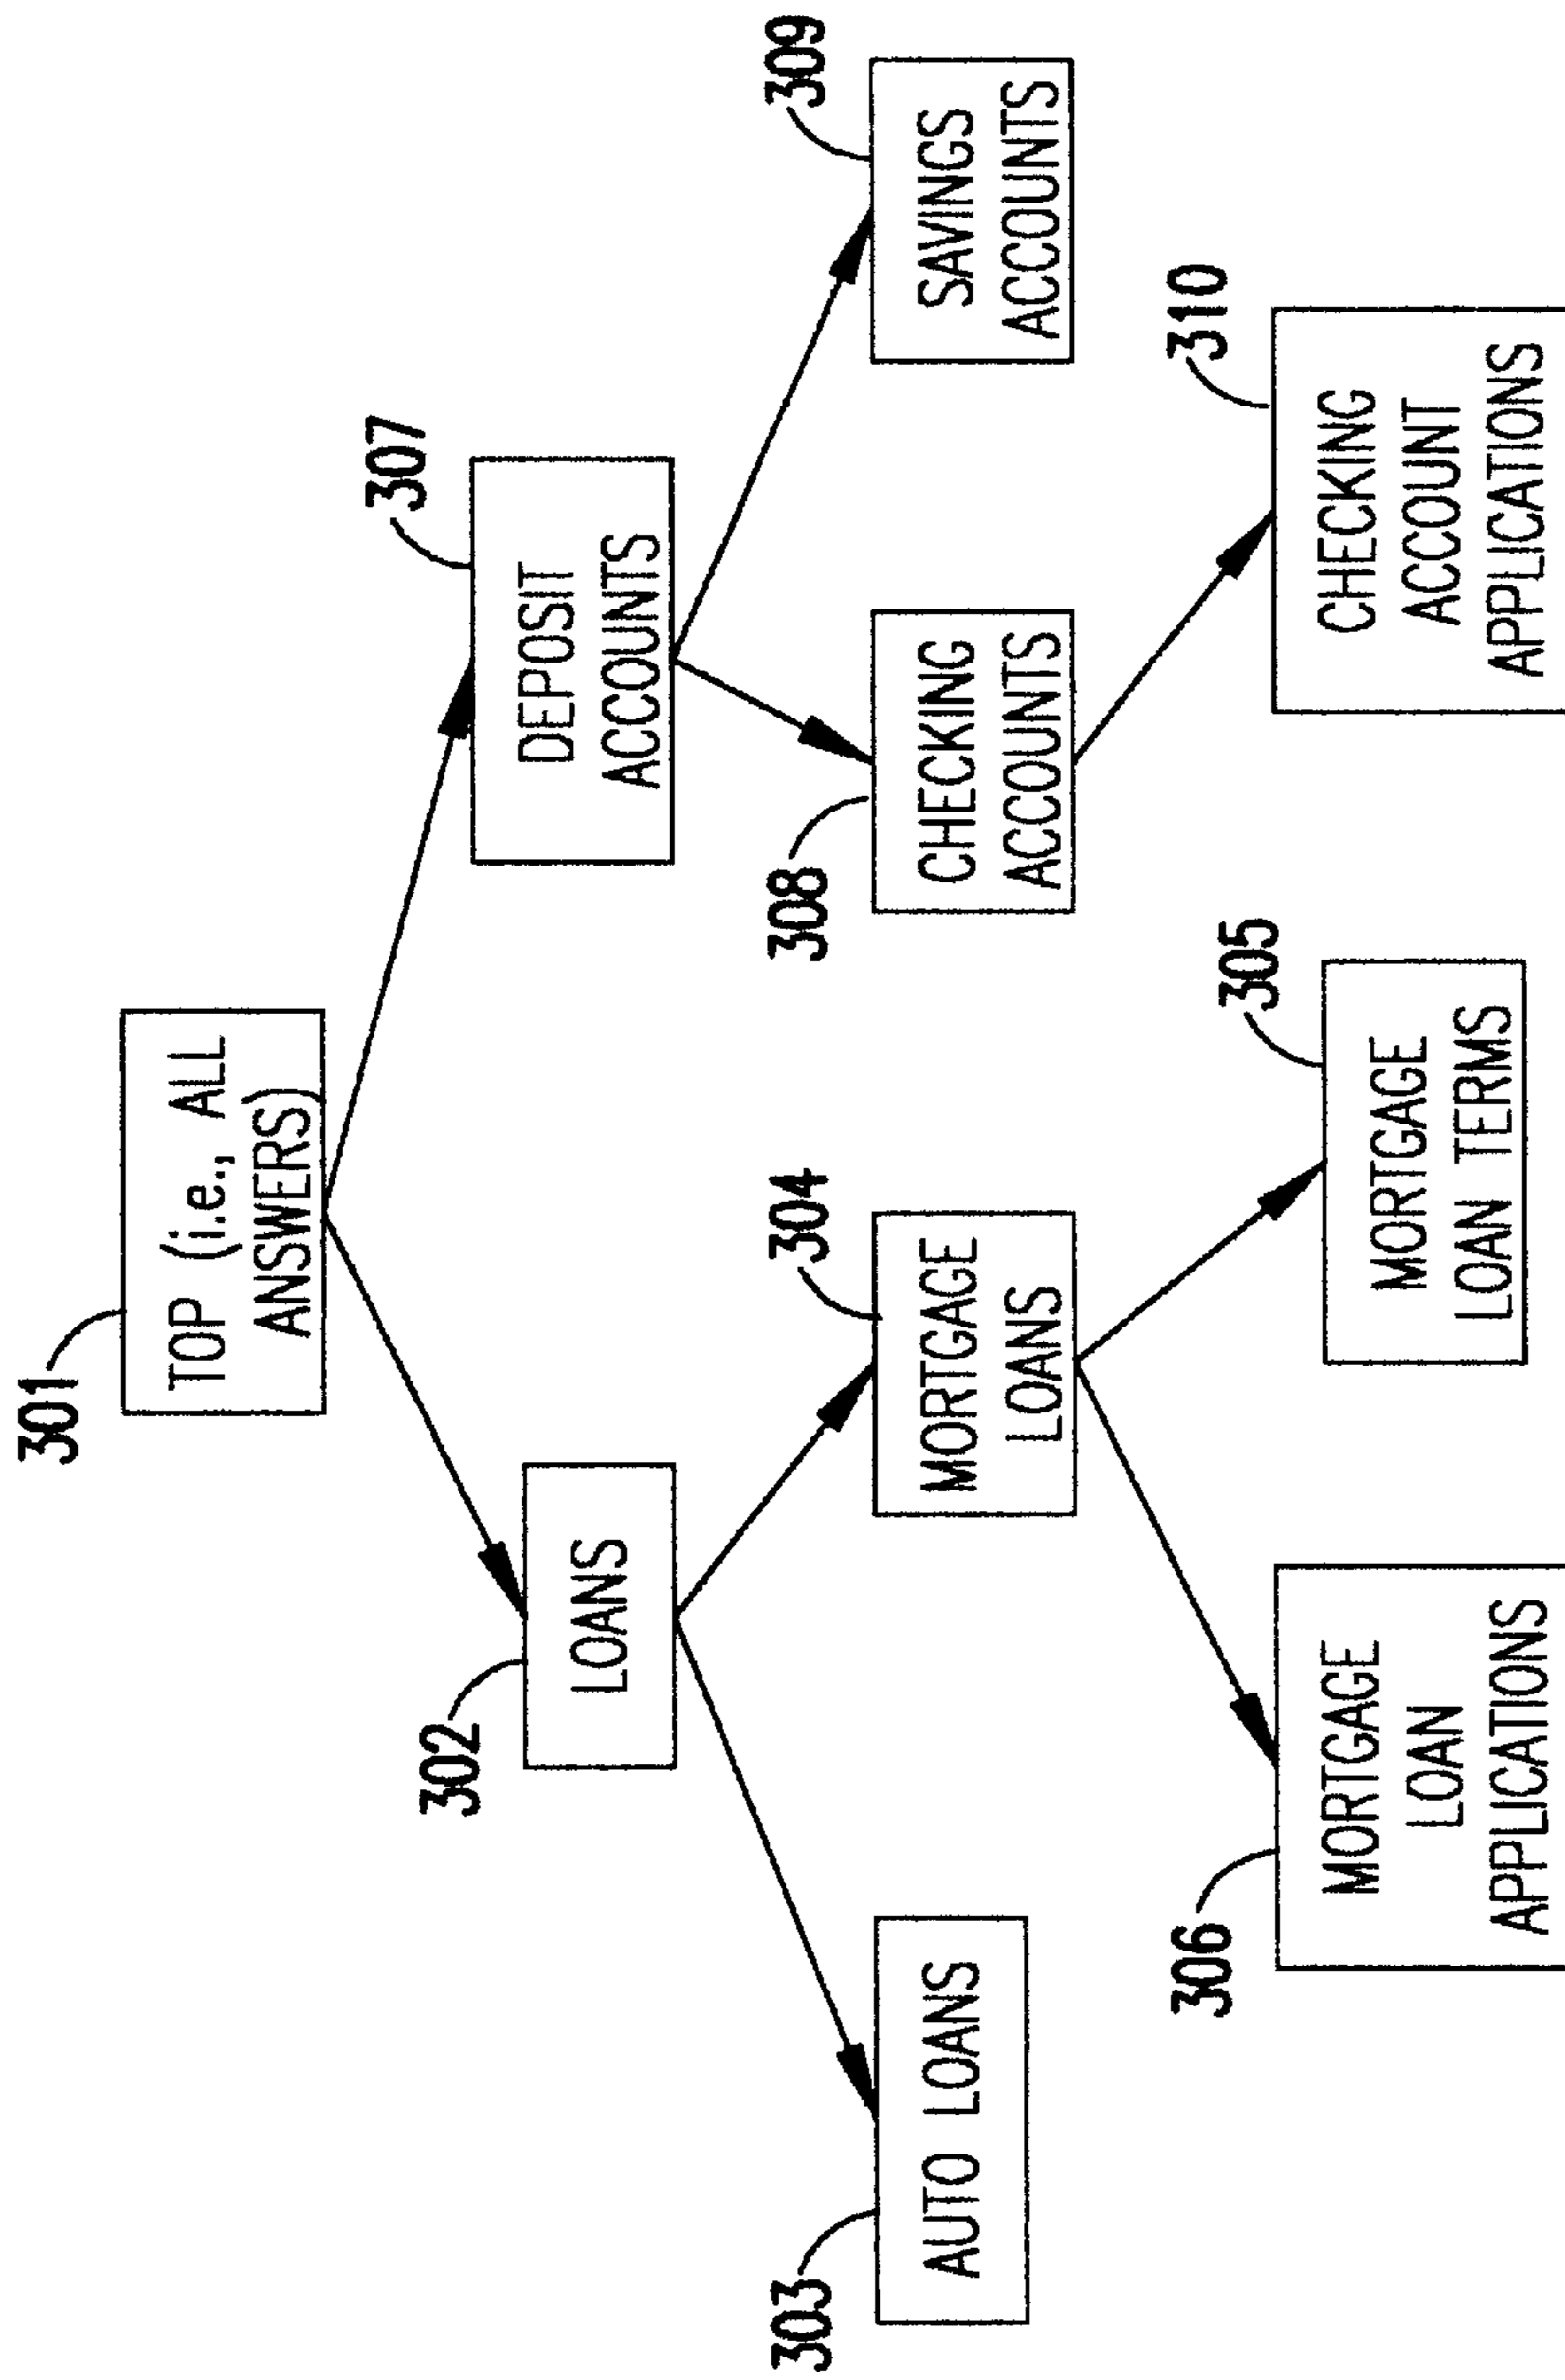 301
TOP (i.e., ALL
ANSWERS)
302
LOANS
307
DEPOSIT
ACCOUNTS
303
AUTO LOANS
304
MORTGAGE
LOANS
308
CHECKING
ACCOUNTS
309
SAVINGS
ACCOUNTS
306
MORTGAGE
LOAN
APPLICATIONS
305
MORTGAGE
LOAN TERMS
310
CHECKING
ACCOUNT
APPLICATIONS